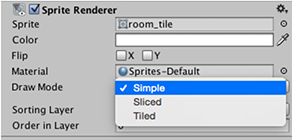 Sprite Renderer
Sprite room_tile
Color
Flip X Y
Material Sprites-Default
Draw Mode
Simple
Sliced
Sorting Layer
Tiled
Order in Layer